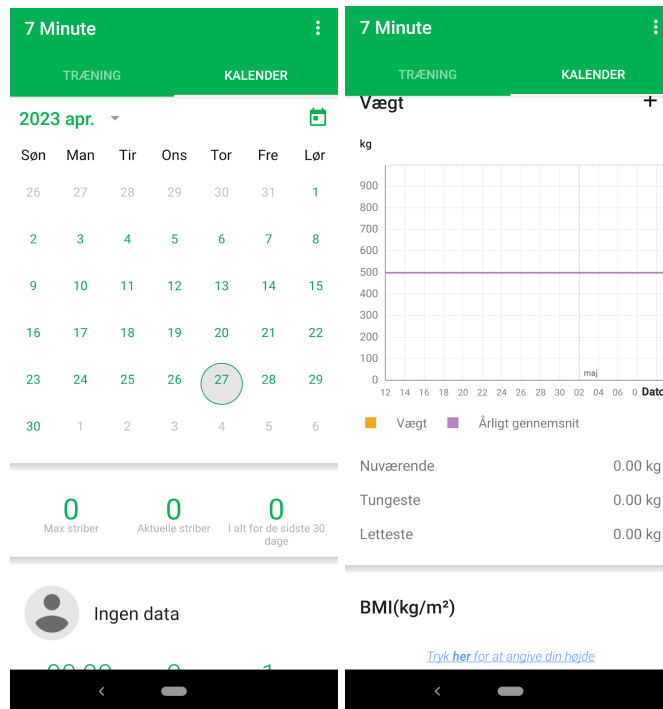 7 Minute
TRÆNING KALENDER
2023 apr.
Søn Man Tir Ons Tor Fre Lør
26 27 28 29 30 31 1
2 3 4 5 6 7 8
9 10 11 12 13 14 15
16 17 18 19 20 21 22
23 24 25 26 27 28 29
30 1 2 3 4 5 6
0 0 0
Max striber Aktuelle striber I alt for de sidste 30
dage
Ingen data
7 Minute
TRÆNING KALENDER
Vægt +
kg
900
800
700
600
500
400
300
200
100
0
maj
12 14 16 18 20 22 24 26 28 30 02 04 06 0 Dato
Vægt Årligt gennemsnit
Nuværende 0.00 kg
Tungeste 0.00 kg
Letteste 0.00 kg
BMI(kg/m²)
Tryk her for at angive din højde